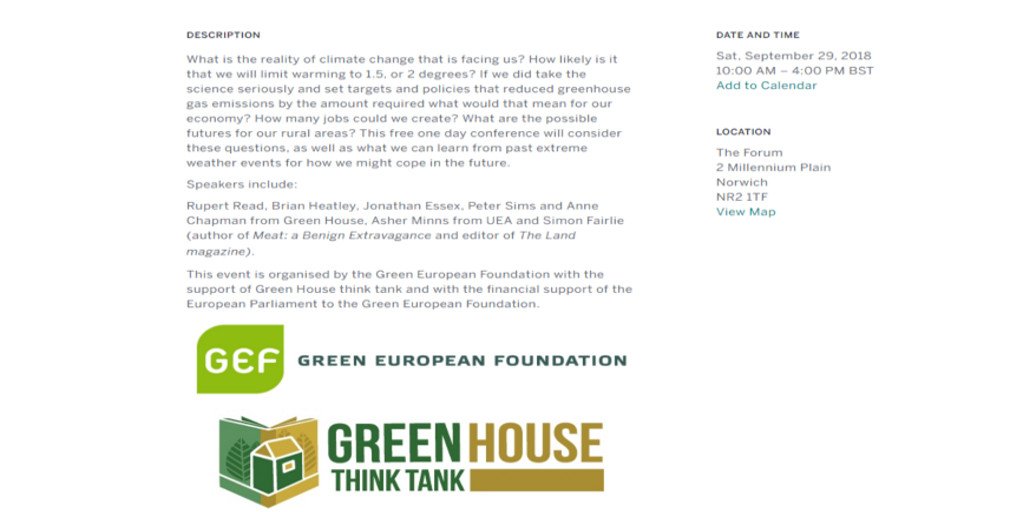 DESCRIPTION
What is the reality of climate change that is facing us? How likely is it
that we will limit warming to 1.5, or 2 degrees? If we did take the
science seriously and set targets and policies that reduced greenhouse
gas emissions by the amount required what would that mean for our
economy? How many jobs could we create? What are the possible
futures for our rural areas? This free one day conference will consider
these questions, as well as what we can learn from past extreme
weather events for how we might cope in the future.
Speakers include:
Rupert Read, Brian Heatley, Jonathan Essex, Peter Sims and Anne
Chapman from Green House, Asher Minns from UEA and Simon Fairlie
(author of Meat: a Benign Extravagance and editor of The Land
magazine).
This event is organised by the Green European Foundation with the
support of Green House think tank and with the financial support of the
European Parliament to the Green European Foundation.
GEF GREEN EUROPEAN FOUNDATION
GREEN HOUSE
THINK TANK
DATE AND TIME
Sat, September 29, 2018
10:00 AM – 4:00 PM BST
Add to Calendar
LOCATION
The Forum
2 Millennium Plain
Norwich
NR2 1TF
View Map